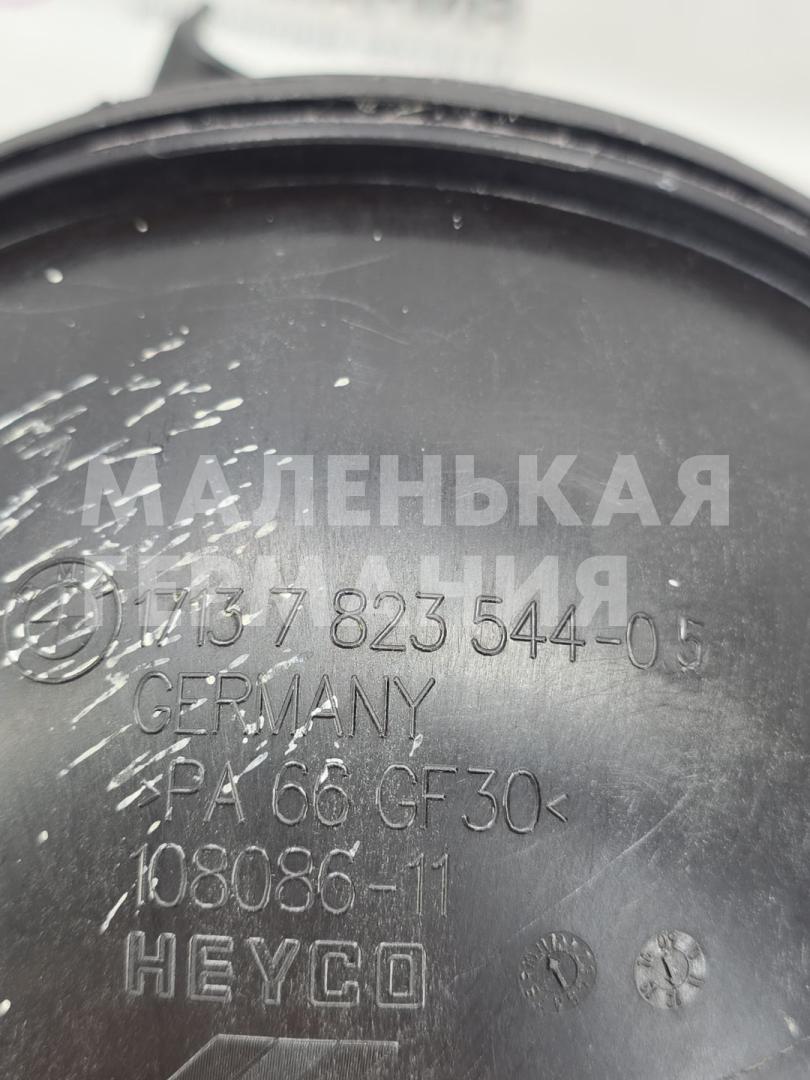 МАЛЕНЬКАЯ
ГЕРМАНИЯ
1713 7 823 544-05
GERMANY
>PA 66 GF30<
108086-11
HEYCO